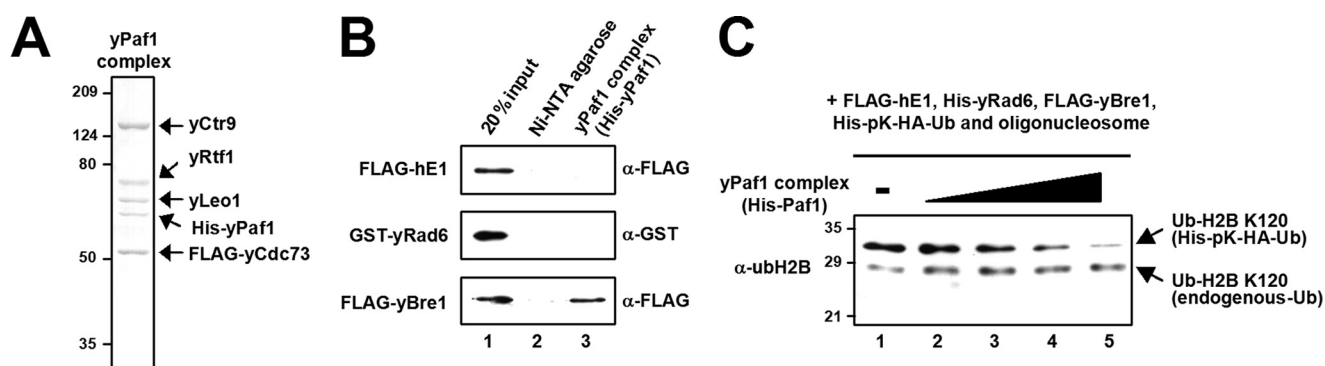 A
yPaf1
complex
209
124
80
50
35
yCtr9
yRtf1
yLeo1
His-yPaf1
FLAG-yCdc73
B
20 % input
Ni-NTA agarose
yPaf1 complex
(His-yPaf1)
FLAG-hE1
α-FLAG
GST-yRad6
α-GST
FLAG-yBre1
α-FLAG
1 2 3
C
+ FLAG-hE1, His-yRad6, FLAG-yBre1,
His-pK-HA-Ub and oligonucleosome
yPaf1 complex
(His-Paf1)
-
35
29
21
α-ubH2B
Ub-H2B K120
(His-pK-HA-Ub)
Ub-H2B K120
(endogenous-Ub)
1 2 3 4 5